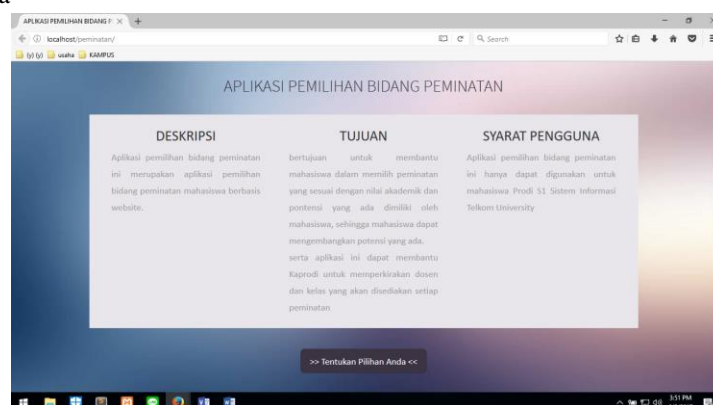 a
APLIKASI PEMILIHAN BIDANG P
localhost/peminatan/
Search
(y) (y) usaha KAMPUS
APLIKASI PEMILIHAN BIDANG PEMINATAN
DESKRIPSI
Aplikasi pemilihan bidang peminatan
ini merupakan aplikasi pemilihan
bidang peminatan mahasiswa berbasis
website.
TUJUAN
bertujuan untuk membantu
mahasiswa dalam memilih peminatan
yang sesuai dengan nilai akademik dan
pontensi yang ada dimiliki oleh
mahasiswa, sehingga mahasiswa dapat
mengembangkan potensi yang ada.
serta aplikasi ini dapat membantu
Kaprodi untuk memperkirakan dosen
dan kelas yang akan disediakan setiap
peminatan
SYARAT PENGGUNA
Aplikasi pemilihan bidang peminatan
ini hanya dapat digunakan untuk
mahasiswa Prodi S1 Sistem Informasi
Telkom University
>> Tentukan Pilihan Anda <<
3:51 PM